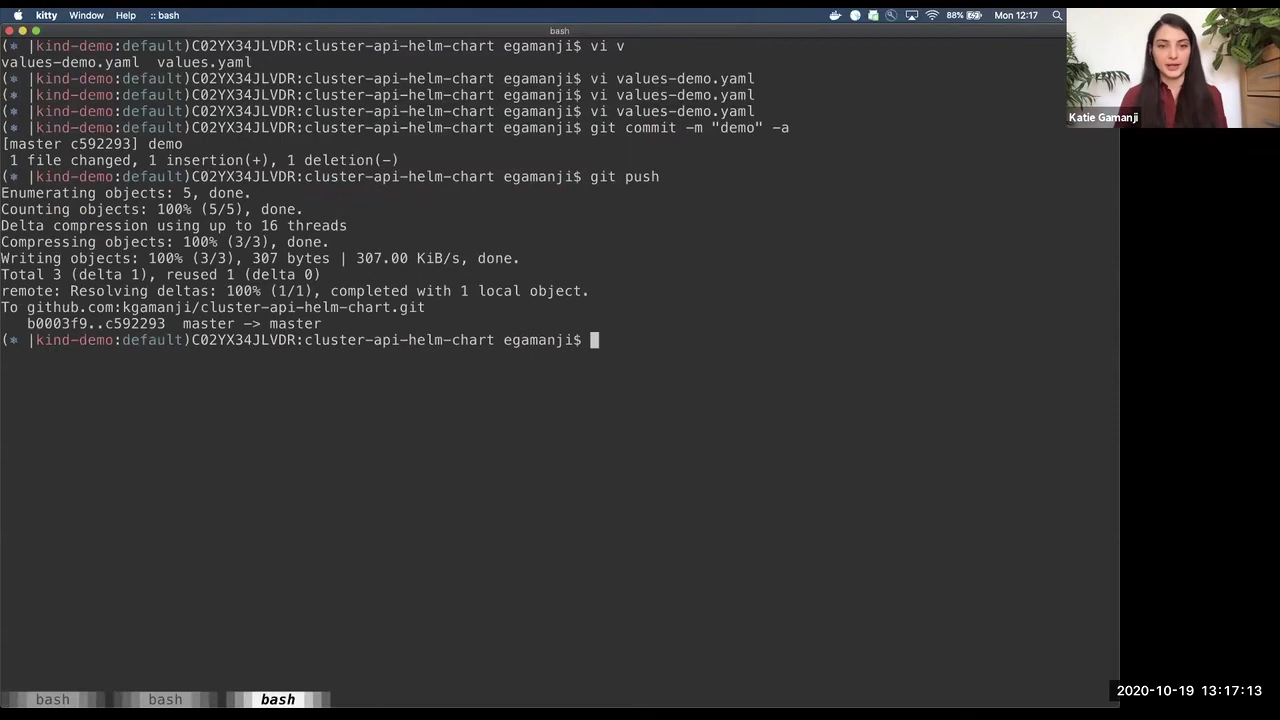 kitty Window Help :: bash 88% Mon 12:17
bash
(⎈ |kind-demo:default)C02YX34JLVDR:cluster-api-helm-chart egamanji$ vi v
values-demo.yaml  values.yaml
(⎈ |kind-demo:default)C02YX34JLVDR:cluster-api-helm-chart egamanji$ vi values-demo.yaml
(⎈ |kind-demo:default)C02YX34JLVDR:cluster-api-helm-chart egamanji$ vi values-demo.yaml
(⎈ |kind-demo:default)C02YX34JLVDR:cluster-api-helm-chart egamanji$ vi values-demo.yaml
(⎈ |kind-demo:default)C02YX34JLVDR:cluster-api-helm-chart egamanji$ git commit -m "demo" -a
[master c592293] demo
 1 file changed, 1 insertion(+), 1 deletion(-)
(⎈ |kind-demo:default)C02YX34JLVDR:cluster-api-helm-chart egamanji$ git push
Enumerating objects: 5, done.
Counting objects: 100% (5/5), done.
Delta compression using up to 16 threads
Compressing objects: 100% (3/3), done.
Writing objects: 100% (3/3), 307 bytes | 307.00 KiB/s, done.
Total 3 (delta 1), reused 1 (delta 0)
remote: Resolving deltas: 100% (1/1), completed with 1 local object.
To github.com:kgamanji/cluster-api-helm-chart.git
   b0003f9..c592293  master -> master
(⎈ |kind-demo:default)C02YX34JLVDR:cluster-api-helm-chart egamanji$
Katie Gamanji
bash bash bash
2020-10-19 13:17:13